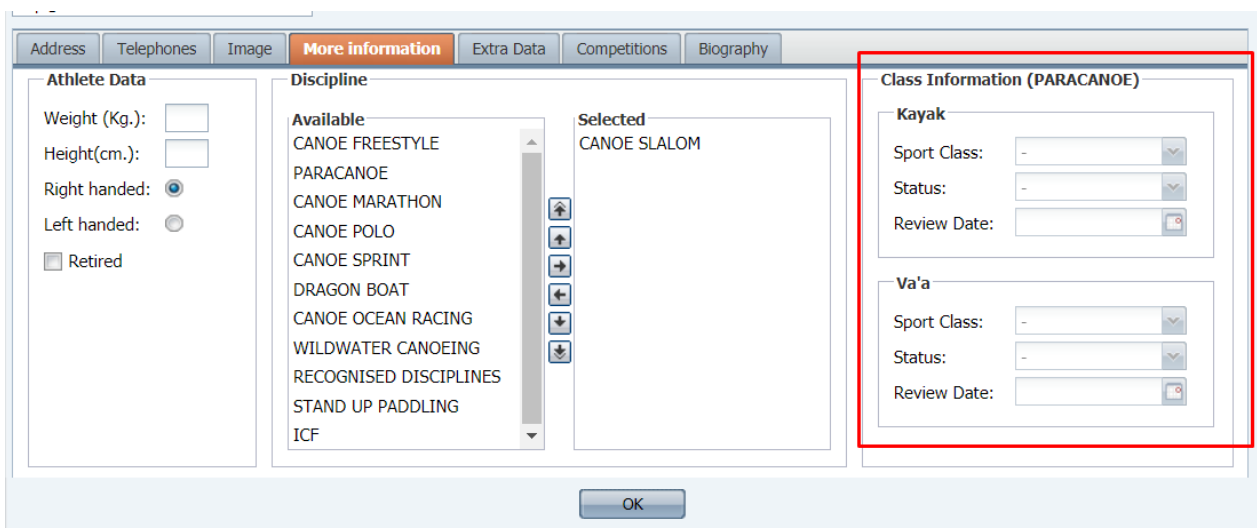 Address Telephones Image More information Extra Data Competitions Biography
Athlete Data
Weight (Kg.):
Height(cm.):
Right handed:
Left handed:
Retired
Discipline
Available
CANOE FREESTYLE
PARACANOE
CANOE MARATHON
CANOE POLO
CANOE SPRINT
DRAGON BOAT
CANOE OCEAN RACING
WILDWATER CANOEING
RECOGNISED DISCIPLINES
STAND UP PADDLING
ICF
Selected
CANOE SLALOM
Class Information (PARACANOE)
Kayak
Sport Class: -
Status: -
Review Date:
Va'a
Sport Class: -
Status: -
Review Date:
OK